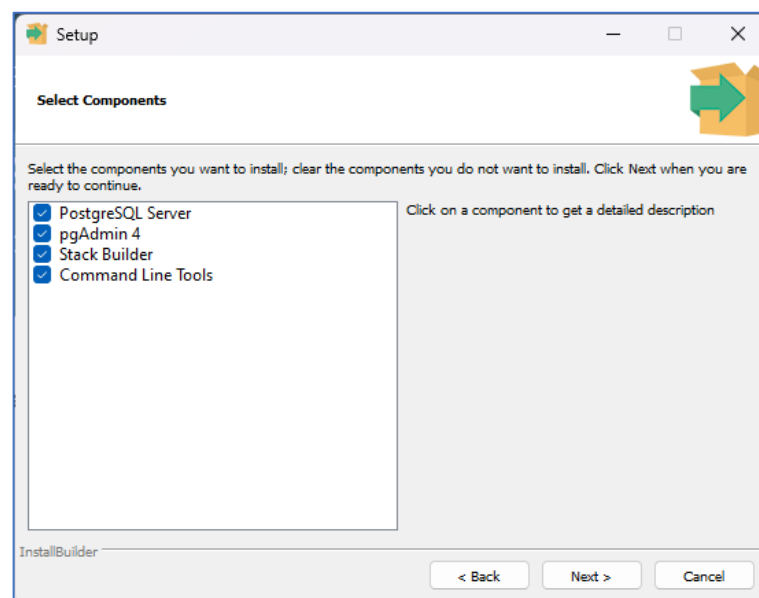 Setup
Select Components
Select the components you want to install; clear the components you do not want to install. Click Next when you are
ready to continue.
PostgreSQL Server
pgAdmin 4
Stack Builder
Command Line Tools
Click on a component to get a detailed description
InstallBuilder
< Back
Next >
Cancel